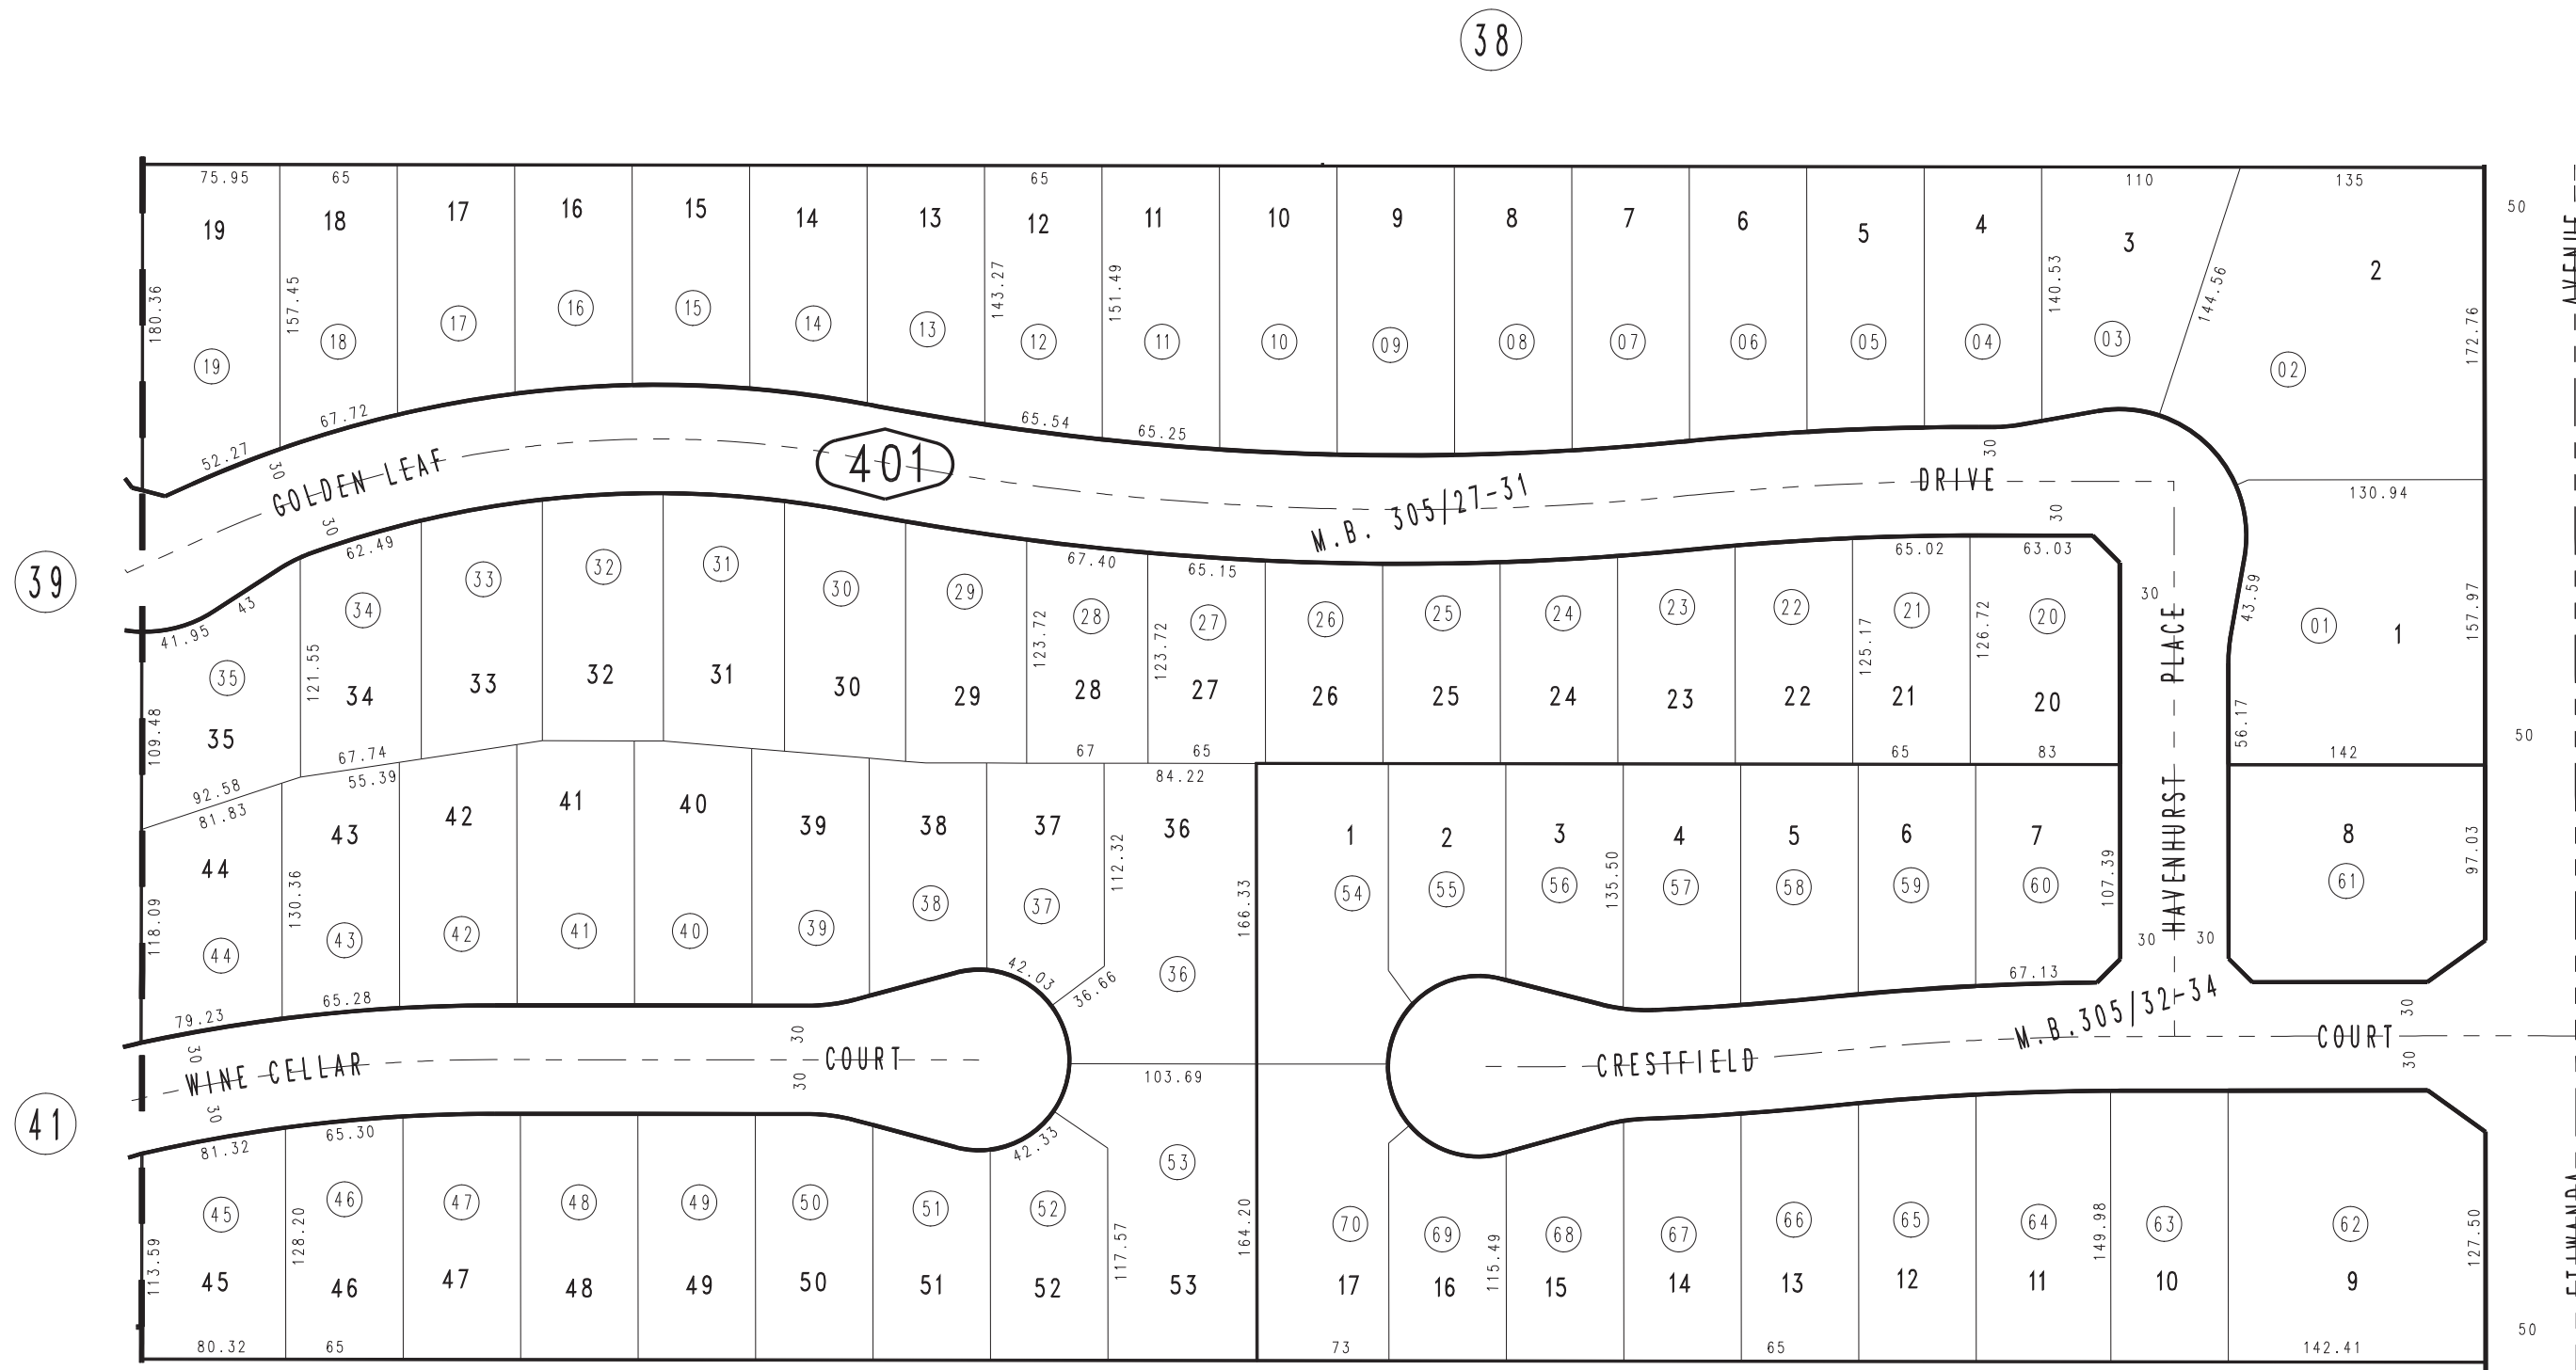 38
75.95 65 65 110 135
50
19 18 17 16 15 14 13 12 11 10 9 8 7 6 5 4 3 2
180.36 157.45 143.27 151.49 140.53 144.56 172.76
19 18 17 16 15 14 13 12 11 10 09 08 07 06 05 04 03 02
52.27 67.72 65.54 65.25
30 30
GOLDEN LEAF
401
M.B. 305/27-31
DRIVE
30 30
130.94
39
41.95 43 62.49 67.40 65.15 65.02 63.03
35 34 33 32 31 30 29 28 27 26 25 24 23 22 21 20 01
109.48 121.55 123.72 123.72 125.17 126.72 43.59 157.97
30
PLACE
35 34 33 32 31 30 29 28 27 26 25 24 23 22 21 20 1
56.17
50
92.58 67.74 67 65 65 83 142
81.83 55.39 84.22
44 43 42 41 40 39 38 37 36 1 2 3 4 5 6 7 8
118.09 130.36 112.32 166.33 135.50 107.39 97.03
HAVENHURST
44 43 42 41 40 39 38 37 36 54 55 56 57 58 59 60 61
30 30
79.23 65.28 42.03 36.66 67.13
30 30
WINE CELLAR
COURT
30 30
103.69
CRESTFIELD
M.B.305/32-34
COURT
30 30
41
81.32 65.30 42.33
45 46 47 48 49 50 51 52 53 70 69 68 67 66 65 64 63 62
113.59 128.20 117.57 164.20 115.49 149.98 127.50
45 46 47 48 49 50 51 52 53 17 16 15 14 13 12 11 10 9
80.32 65 73 65 142.41
50
AVENUE
ETIWANDA